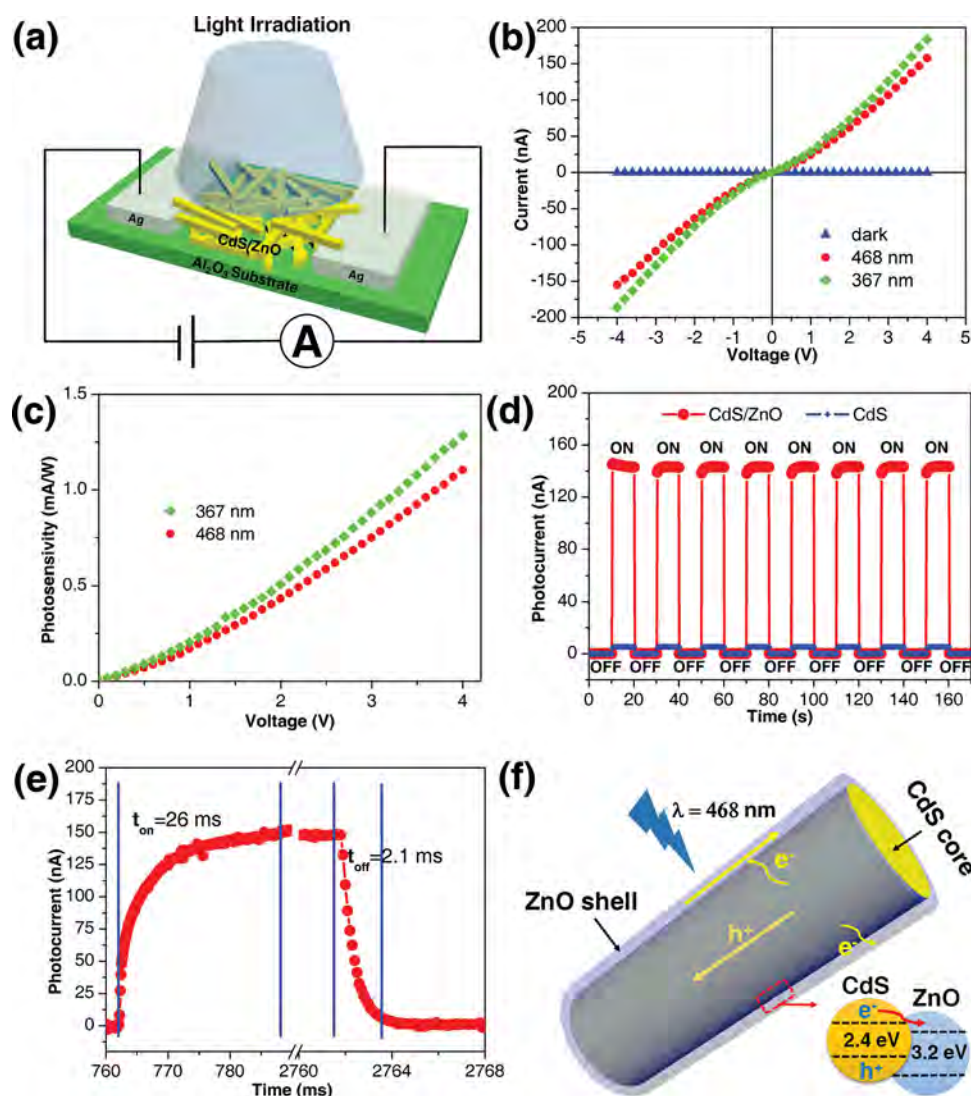 (a)
Light Irradiation
Ag
CdS/ZnO
Al₂O₃ Substrate
Ag
A
(b)
200
150
100
50
0
-50
-100
-150
-200
Current (nA)
dark
468 nm
367 nm
-5 -4 -3 -2 -1 0 1 2 3 4 5
Voltage (V)
(c)
1.5
1.0
0.5
0.0
Photosensivity (mA/W)
367 nm
468 nm
0 1 2 3 4
Voltage (V)
(d)
200
160
120
80
40
0
Photocurrent (nA)
CdS/ZnO CdS
ON ON ON ON ON ON ON ON
OFF OFF OFF OFF OFF OFF OFF OFF
0 20 40 60 80 100 120 140 160
Time (s)
(e)
200
175
150
125
100
75
50
25
0
Photocurrent (nA)
t_on=26 ms
t_off=2.1 ms
760 770 780 2760 2764 2768
Time (ms)
(f)
λ = 468 nm
CdS core
ZnO shell
e⁻
h⁺
e⁻
CdS
ZnO
e⁻
2.4 eV
3.2 eV
h⁺